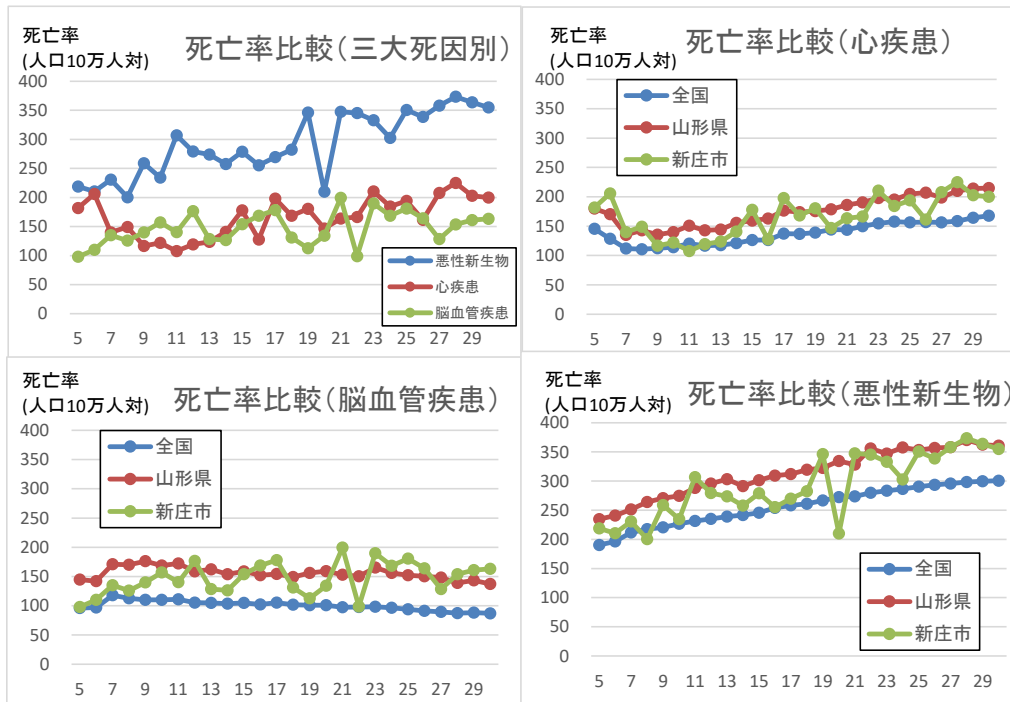 死亡率
(人口10万人対)
死亡率比較(三大死因別)
400
350
300
250
200
150
100
50
0
悪性新生物
心疾患
脳血管疾患
5 7 9 11 13 15 17 19 21 23 25 27 29
死亡率
(人口10万人対)
死亡率比較(心疾患)
400
350
300
250
200
150
100
50
0
全国
山形県
新庄市
5 7 9 11 13 15 17 19 21 23 25 27 29
死亡率
(人口10万人対)
死亡率比較(脳血管疾患)
400
350
300
250
200
150
100
50
0
全国
山形県
新庄市
5 7 9 11 13 15 17 19 21 23 25 27 29
死亡率
(人口10万人対)
死亡率比較(悪性新生物)
400
350
300
250
200
150
100
50
0
全国
山形県
新庄市
5 7 9 11 13 15 17 19 21 23 25 27 29